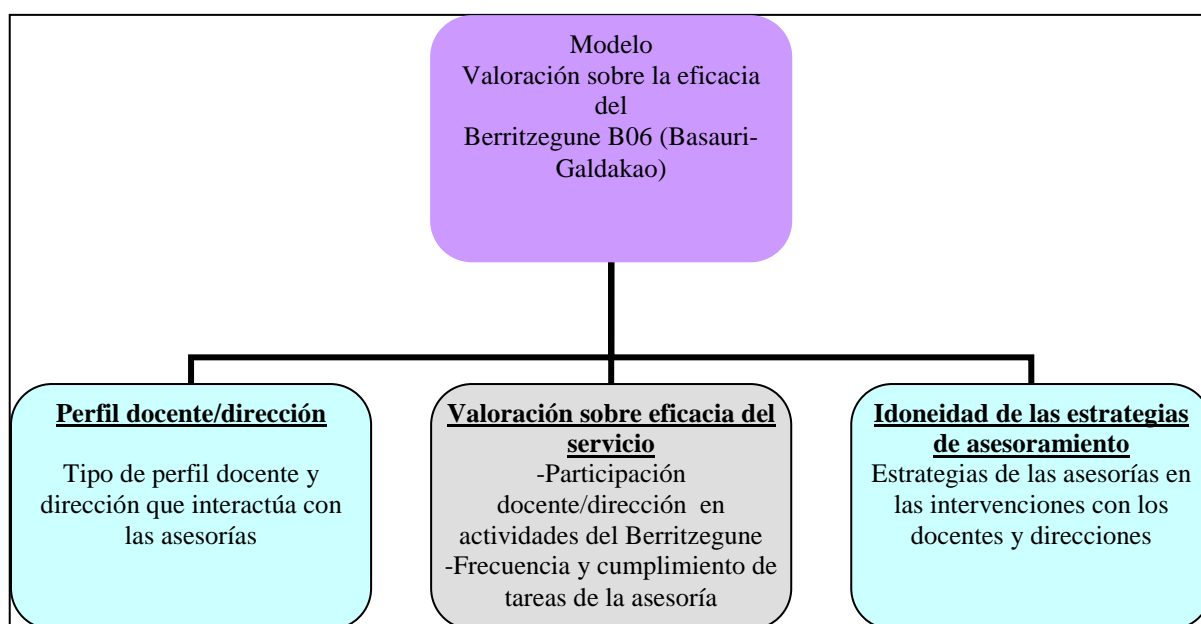 Modelo
Valoración sobre la eficacia
del
Berritzegune B06 (Basauri-
Galdakao)
Perfil docente/dirección
Tipo de perfil docente y
dirección que interactúa con
las asesorías
Valoración sobre eficacia del
servicio
-Participación
docente/dirección en
actividades del Berritzegune
-Frecuencia y cumplimiento de
tareas de la asesoría
Idoneidad de las estrategias
de asesoramiento
Estrategias de las asesorías en
las intervenciones con los
docentes y direcciones